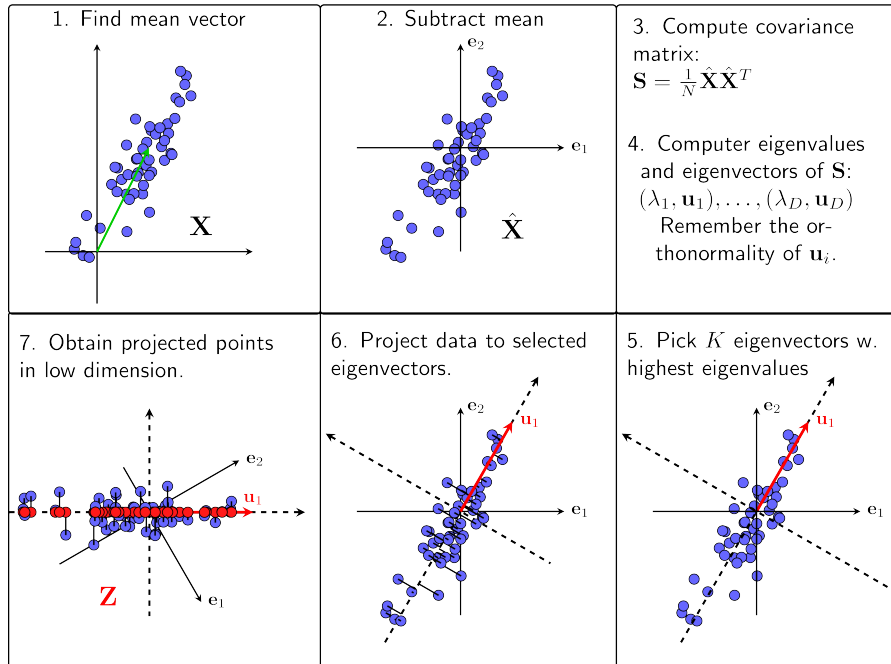 1. Find mean vector
X
2. Subtract mean
e₂
e₁
X̂
3. Compute covariance
matrix:
S = 1/N X̂X̂ᵀ
4. Computer eigenvalues
and eigenvectors of S:
(λ₁, u₁), . . . , (λ_D, u_D)
Remember the or-
thonormality of uᵢ.
7. Obtain projected points
in low dimension.
e₂
u₁
Z
e₁
6. Project data to selected
eigenvectors.
e₂
u₁
e₁
5. Pick K eigenvectors w.
highest eigenvalues
e₂
u₁
e₁